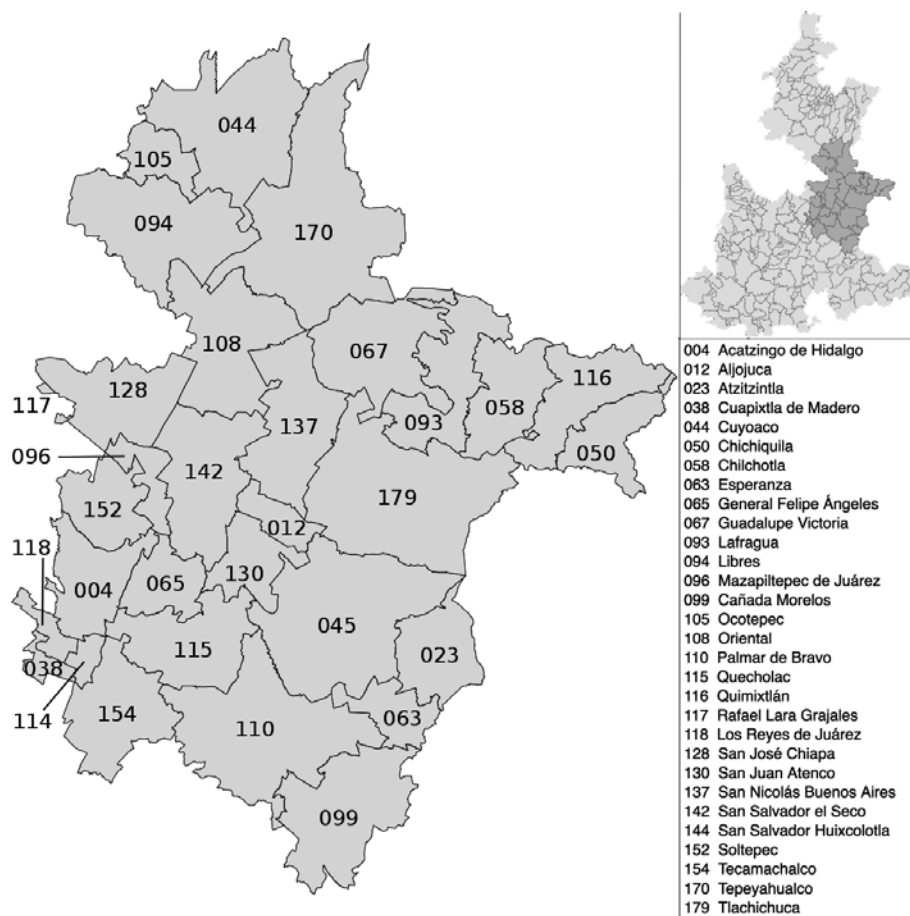 044
105
094
170
108
067
116
128
058
117
093
137
050
096
142
179
152
012
118
130
004
065
045
115
023
038
063
154
114
110
099
004 Acatzingo de Hidalgo
012 Aljojuca
023 Atzitzintla
038 Cuapixtla de Madero
044 Cuyoaco
050 Chichiquila
058 Chilchotla
063 Esperanza
065 General Felipe Ángeles
067 Guadalupe Victoria
093 Lafragua
094 Libres
096 Mazapiltepec de Juárez
099 Cañada Morelos
105 Ocotepec
108 Oriental
110 Palmar de Bravo
115 Quecholac
116 Quimixtlán
117 Rafael Lara Grajales
118 Los Reyes de Juárez
128 San José Chiapa
130 San Juan Atenco
137 San Nicolás Buenos Aires
142 San Salvador el Seco
144 San Salvador Huixcolotla
152 Soltepec
154 Tecamachalco
170 Tepeyahualco
179 Tlachichuca